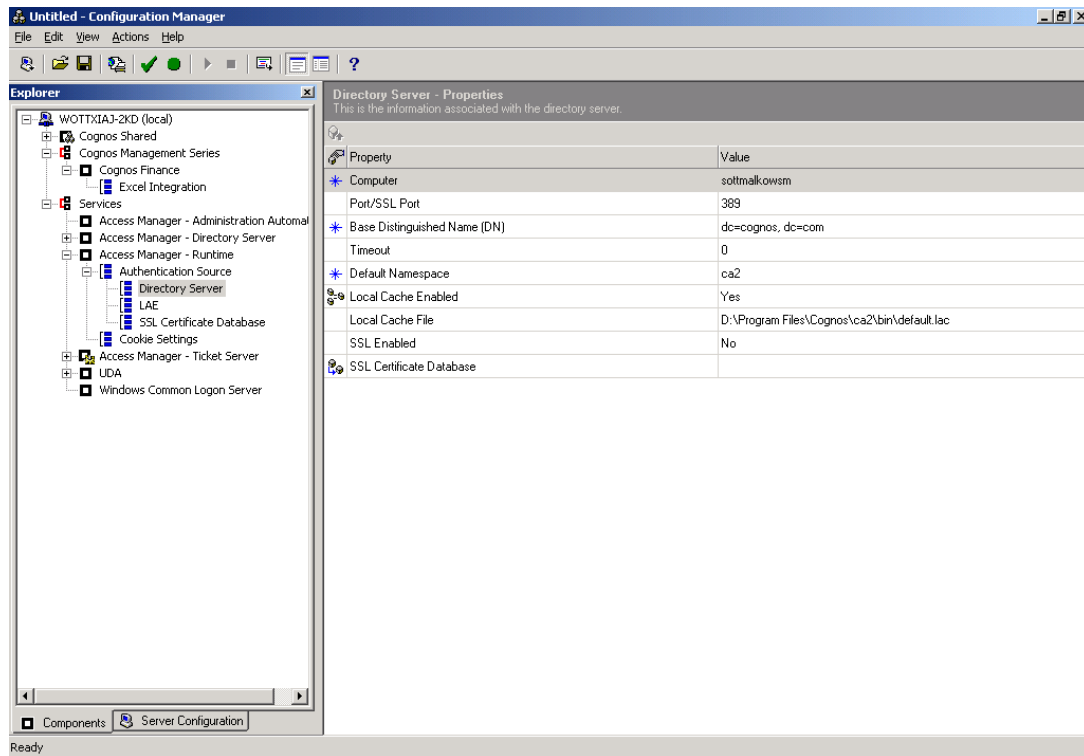 Untitled - Configuration Manager
File Edit View Actions Help
Explorer
WOTTXIAJ-2KD (local)
Cognos Shared
Cognos Management Series
Cognos Finance
Excel Integration
Services
Access Manager - Administration Automat
Access Manager - Directory Server
Access Manager - Runtime
Authentication Source
Directory Server
LAE
SSL Certificate Database
Cookie Settings
Access Manager - Ticket Server
UDA
Windows Common Logon Server
Components Server Configuration
Directory Server - Properties
This is the information associated with the directory server.
Property Value
Computer sottmalkowsm
Port/SSL Port 389
Base Distinguished Name (DN) dc=cognos, dc=com
Timeout 0
Default Namespace ca2
Local Cache Enabled Yes
Local Cache File D:\Program Files\Cognos\ca2\bin\default.lac
SSL Enabled No
SSL Certificate Database
Ready